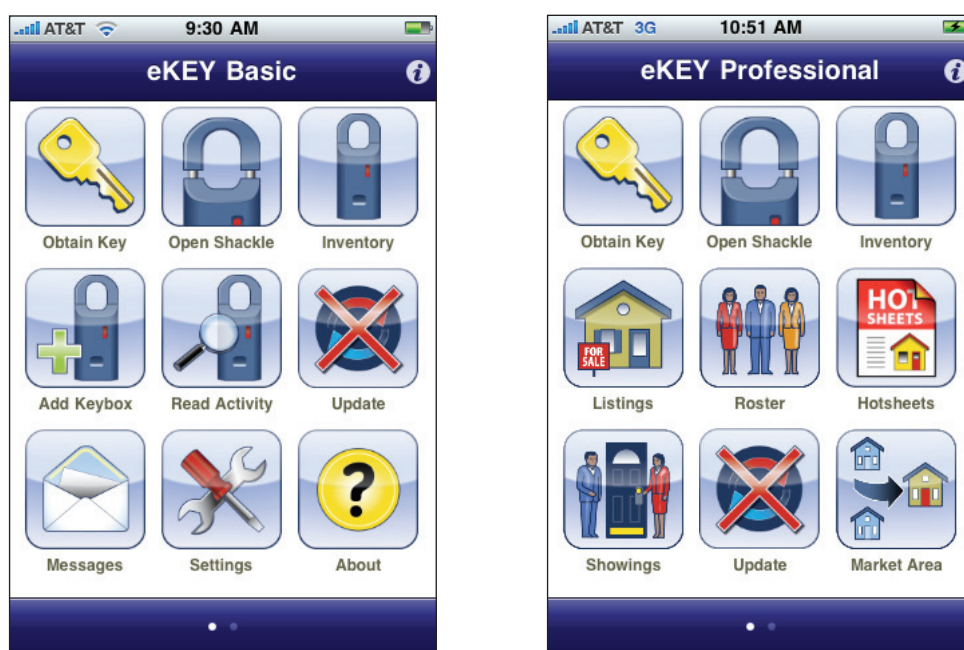 AT&T 9:30 AM
eKEY Basic i
Obtain Key Open Shackle Inventory
Add Keybox Read Activity Update
Messages Settings ?
About
AT&T 3G 10:51 AM
eKEY Professional i
Obtain Key Open Shackle Inventory
FOR
SALE
HOT
SHEETS
Listings Roster Hotsheets
Showings Update Market Area